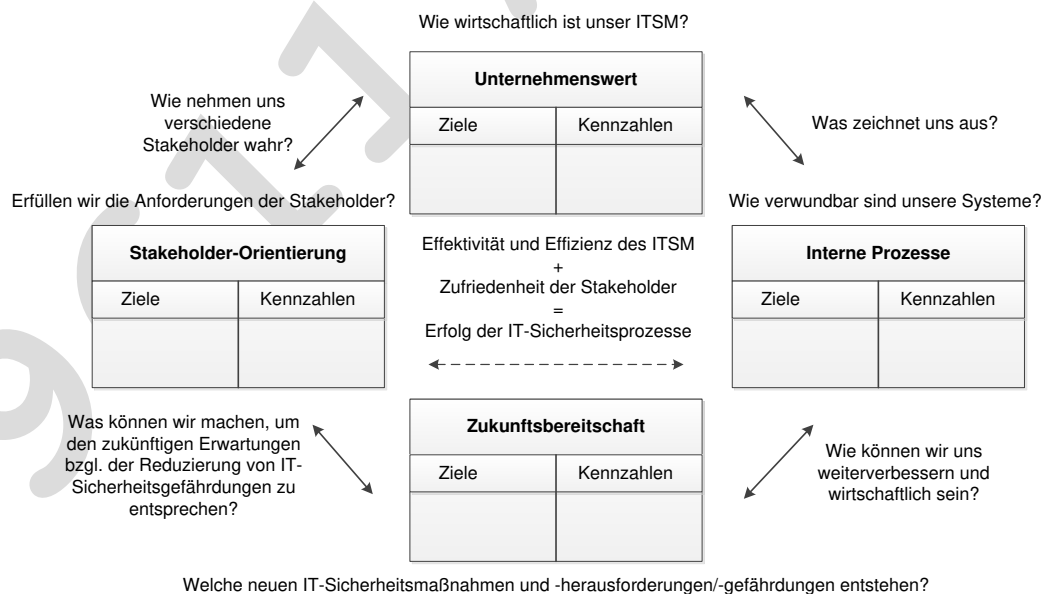 Wie wirtschaftlich ist unser ITSM?
Unternehmenswert
Ziele Kennzahlen
Wie nehmen uns
verschiedene
Stakeholder wahr?
Was zeichnet uns aus?
Erfüllen wir die Anforderungen der Stakeholder?
Wie verwundbar sind unsere Systeme?
Stakeholder-Orientierung
Ziele Kennzahlen
Effektivität und Effizienz des ITSM
+
Zufriedenheit der Stakeholder
=
Erfolg der IT-Sicherheitsprozesse
Interne Prozesse
Ziele Kennzahlen
Was können wir machen, um
den zukünftigen Erwartungen
bzgl. der Reduzierung von IT-
Sicherheitsgefährdungen zu
entsprechen?
Zukunftsbereitschaft
Ziele Kennzahlen
Wie können wir uns
weiterverbessern und
wirtschaftlich sein?
Welche neuen IT-Sicherheitsmaßnahmen und -herausforderungen/-gefährdungen entstehen?